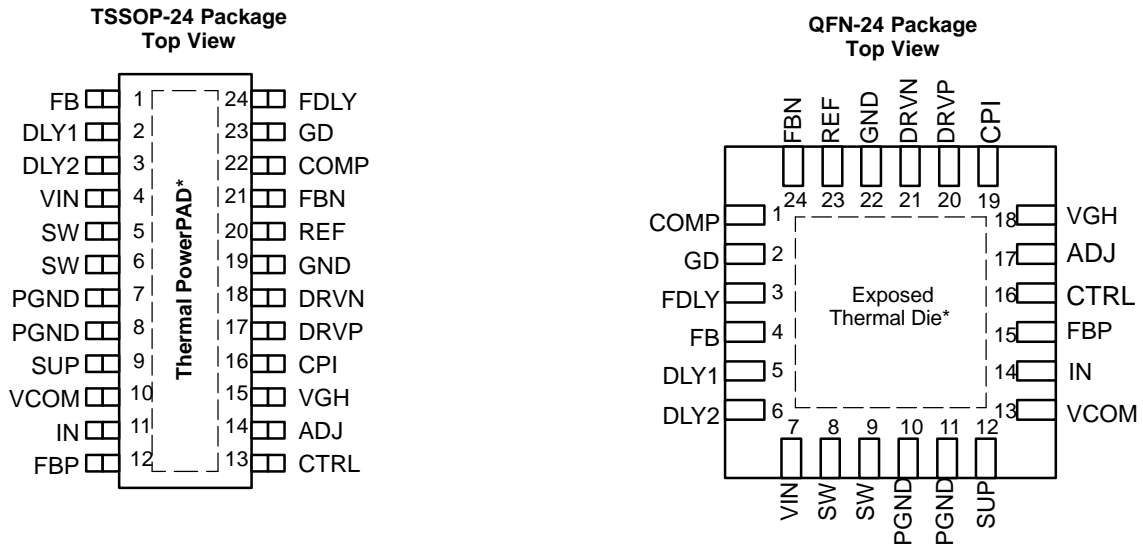 TSSOP-24 Package
Top View
FB 1 24 FDLY
DLY1 2 23 GD
DLY2 3 22 COMP
VIN 4 21 FBN
SW 5 20 REF
SW 6 19 GND
PGND 7 18 DRVN
PGND 8 17 DRVP
SUP 9 16 CPI
VCOM 10 15 VGH
IN 11 14 ADJ
FBP 12 13 CTRL
Thermal PowerPAD*
QFN-24 Package
Top View
FBN REF GND DRVN DRVP CPI
24 23 22 21 20 19
COMP 1 18 VGH
GD 2 17 ADJ
FDLY 3 16 CTRL
FB 4 15 FBP
DLY1 5 14 IN
DLY2 6 13 VCOM
Exposed
Thermal Die*
7 8 9 10 11 12
VIN SW SW PGND PGND SUP